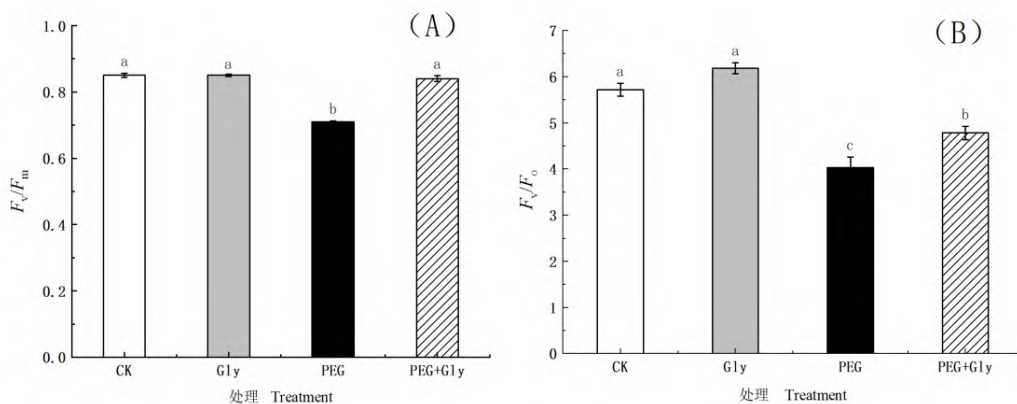 (A)
1.0
0.8
0.6
0.4
0.2
0.0
Fv/Fm
a
a
b
a
CK
Gly
PEG
PEG+Gly
处理 Treatment
(B)
7
6
5
4
3
2
1
0
Fv/Fo
a
a
c
b
CK
Gly
PEG
PEG+Gly
处理 Treatment